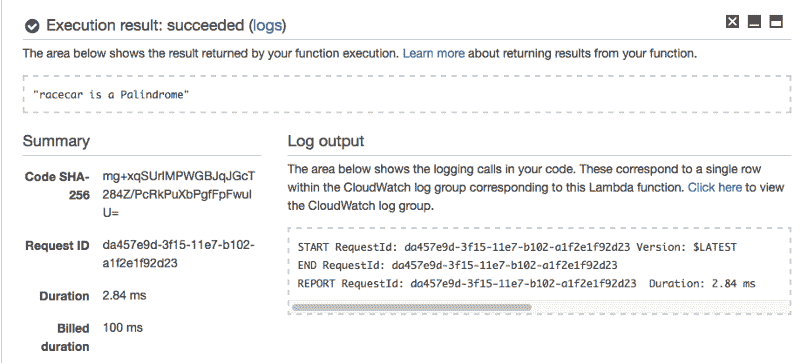 Execution result: succeeded (logs)
The area below shows the result returned by your function execution. Learn more about returning results from your function.
"racecar is a Palindrome"
Summary
Code SHA-256
mg+xqSUrIMPWGBJqJGcT
284Z/PcRkPuXbPgfFpFwul
U=
Request ID
da457e9d-3f15-11e7-b102-
a1f2e1f92d23
Duration
2.84 ms
Billed
duration
100 ms
Log output
The area below shows the logging calls in your code. These correspond to a single row
within the CloudWatch log group corresponding to this Lambda function. Click here to view
the CloudWatch log group.
START RequestId: da457e9d-3f15-11e7-b102-a1f2e1f92d23 Version: $LATEST
END RequestId: da457e9d-3f15-11e7-b102-a1f2e1f92d23
REPORT RequestId: da457e9d-3f15-11e7-b102-a1f2e1f92d23 Duration: 2.84 ms